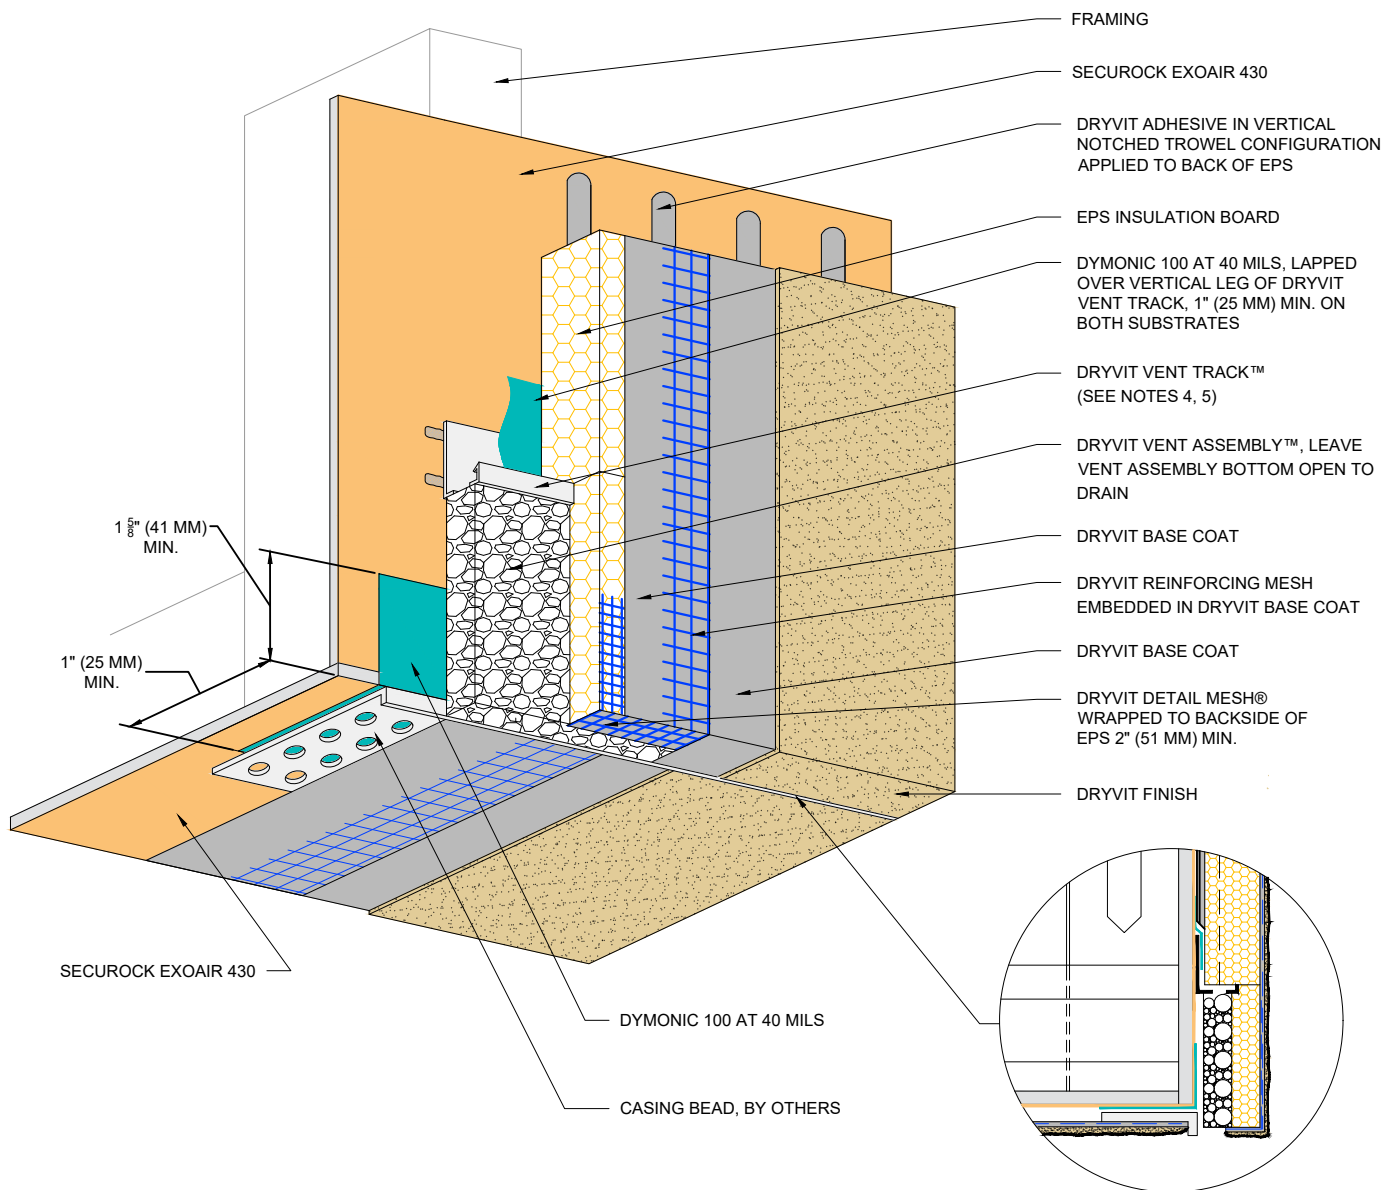 FRAMING
SECUROCK EXOAIR 430
DRYVIT ADHESIVE IN VERTICAL
NOTCHED TROWEL CONFIGURATION
APPLIED TO BACK OF EPS
EPS INSULATION BOARD
DYMONIC 100 AT 40 MILS, LAPPED
OVER VERTICAL LEG OF DRYVIT
VENT TRACK, 1" (25 MM) MIN. ON
BOTH SUBSTRATES
DRYVIT VENT TRACK™
(SEE NOTES 4, 5)
DRYVIT VENT ASSEMBLY™, LEAVE
VENT ASSEMBLY BOTTOM OPEN TO
DRAIN
DRYVIT BASE COAT
DRYVIT REINFORCING MESH
EMBEDDED IN DRYVIT BASE COAT
DRYVIT BASE COAT
DRYVIT DETAIL MESH®
WRAPPED TO BACKSIDE OF
EPS 2" (51 MM) MIN.
DRYVIT FINISH
1 5/8" (41 MM)
MIN.
1" (25 MM)
MIN.
SECUROCK EXOAIR 430
DYMONIC 100 AT 40 MILS
CASING BEAD, BY OTHERS